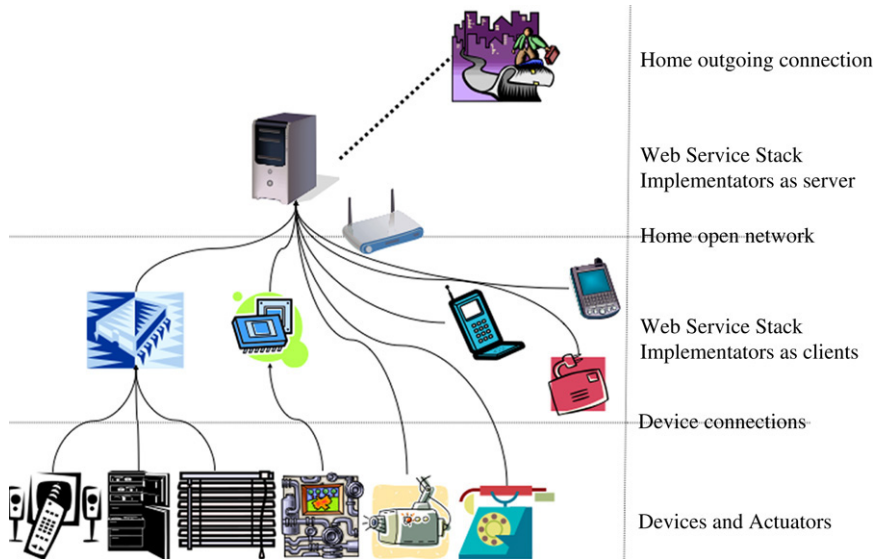 Home outgoing connection
Web Service Stack
Implementators as server
Home open network
Web Service Stack
Implementators as clients
Device connections
Devices and Actuators